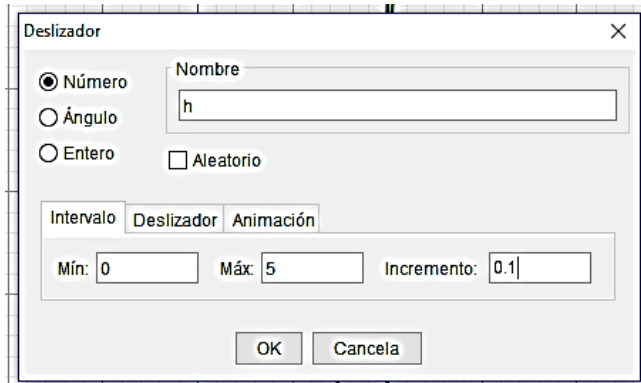 Deslizador
Nombre
Número
h
Ángulo
Entero
Aleatorio
Intervalo Deslizador Animación
Mín: 0 Máx: 5 Incremento: 0.1
OK Cancela